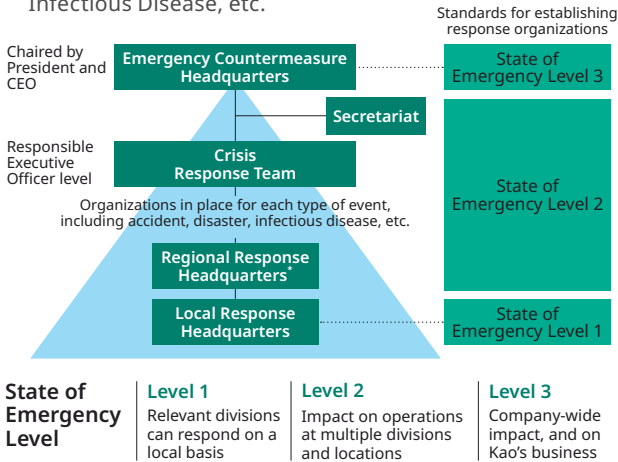 Infectious Disease, etc.
Standards for establishing
response organizations
Chaired by
President and
CEO
Emergency Countermeasure
Headquarters
State of
Emergency Level 3
Secretariat
Responsible
Executive
Officer level
Crisis
Response Team
State of
Emergency Level 2
Organizations in place for each type of event,
including accident, disaster, infectious disease, etc.
Regional Response
Headquarters*
Local Response
Headquarters
State of
Emergency Level 1
State of
Emergency
Level
Level 1
Relevant divisions
can respond on a
local basis
Level 2
Impact on operations
at multiple divisions
and locations
Level 3
Company-wide
impact, and on
Kao’s business